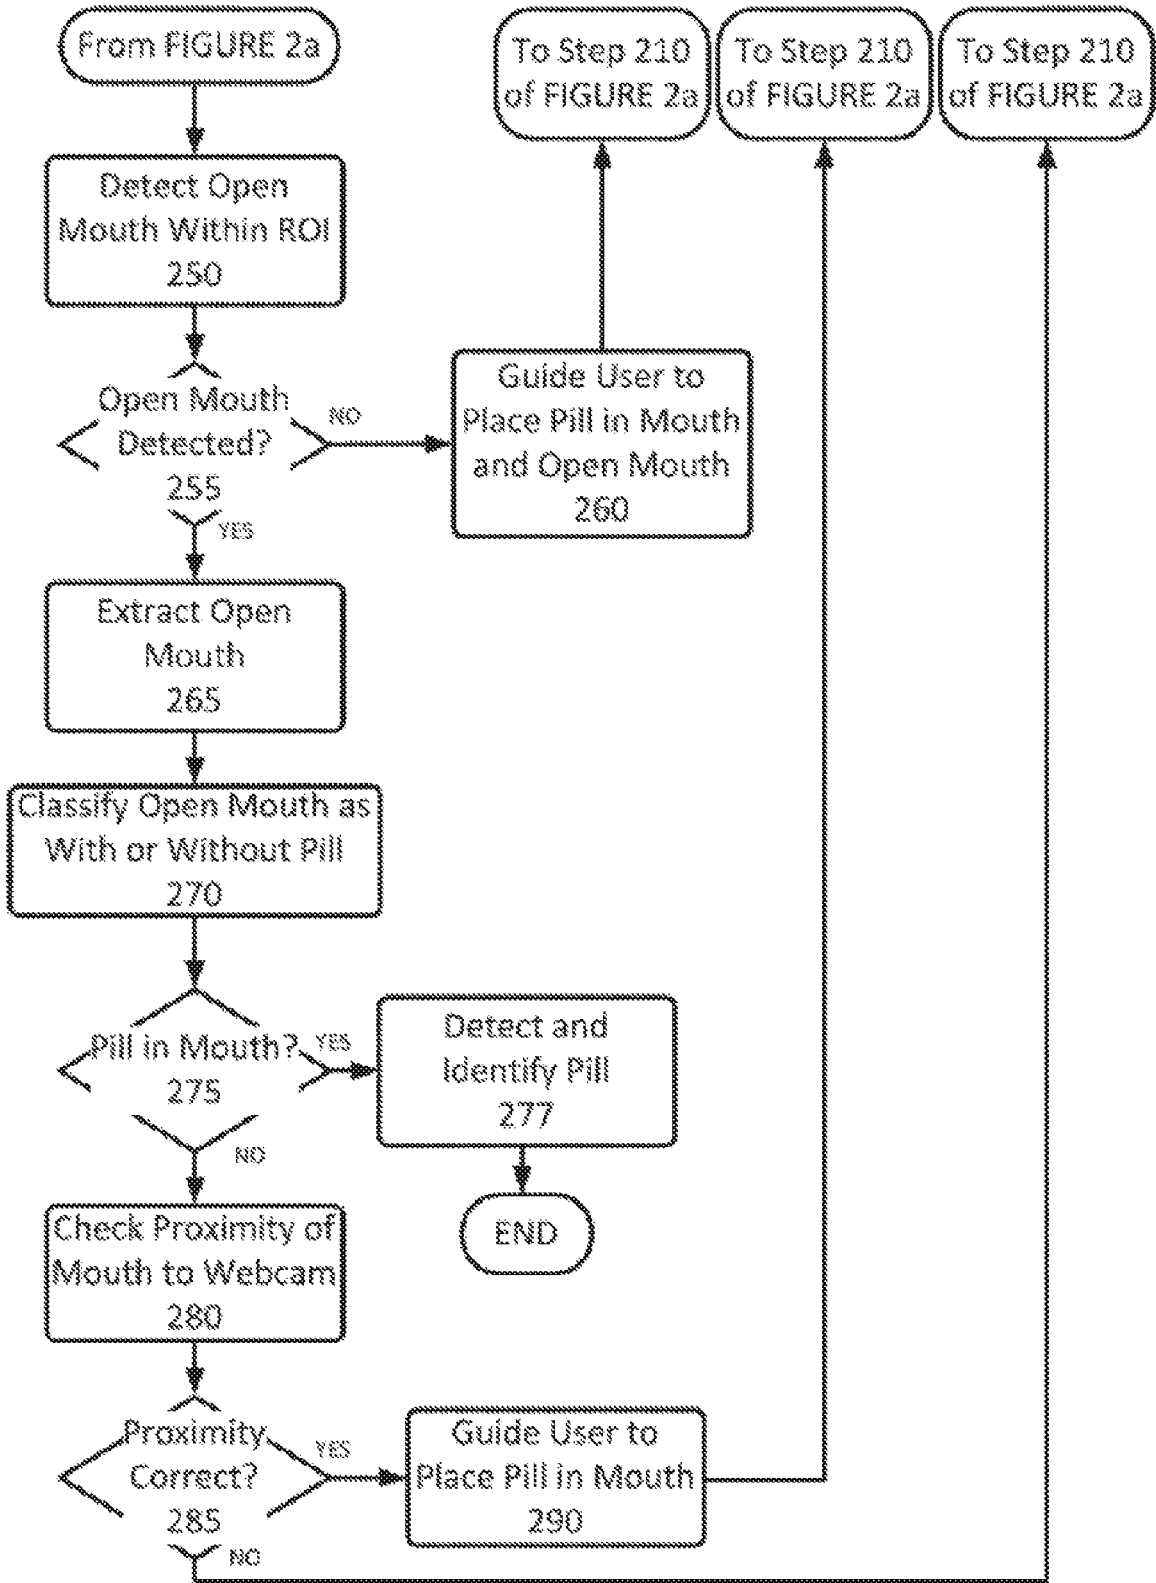 From FIGURE 2a
To Step 210
of FIGURE 2a
To Step 210
of FIGURE 2a
To Step 210
of FIGURE 2a
Detect Open
Mouth Within ROI
250
Open Mouth
Detected?
255
NO
YES
Guide User to
Place Pill in Mouth
and Open Mouth
260
Extract Open
Mouth
265
Classify Open Mouth as
With or Without Pill
270
Pill in Mouth?
275
YES
NO
Detect and
Identify Pill
277
END
Check Proximity of
Mouth to Webcam
280
Proximity
Correct?
285
YES
NO
Guide User to
Place Pill in Mouth
290